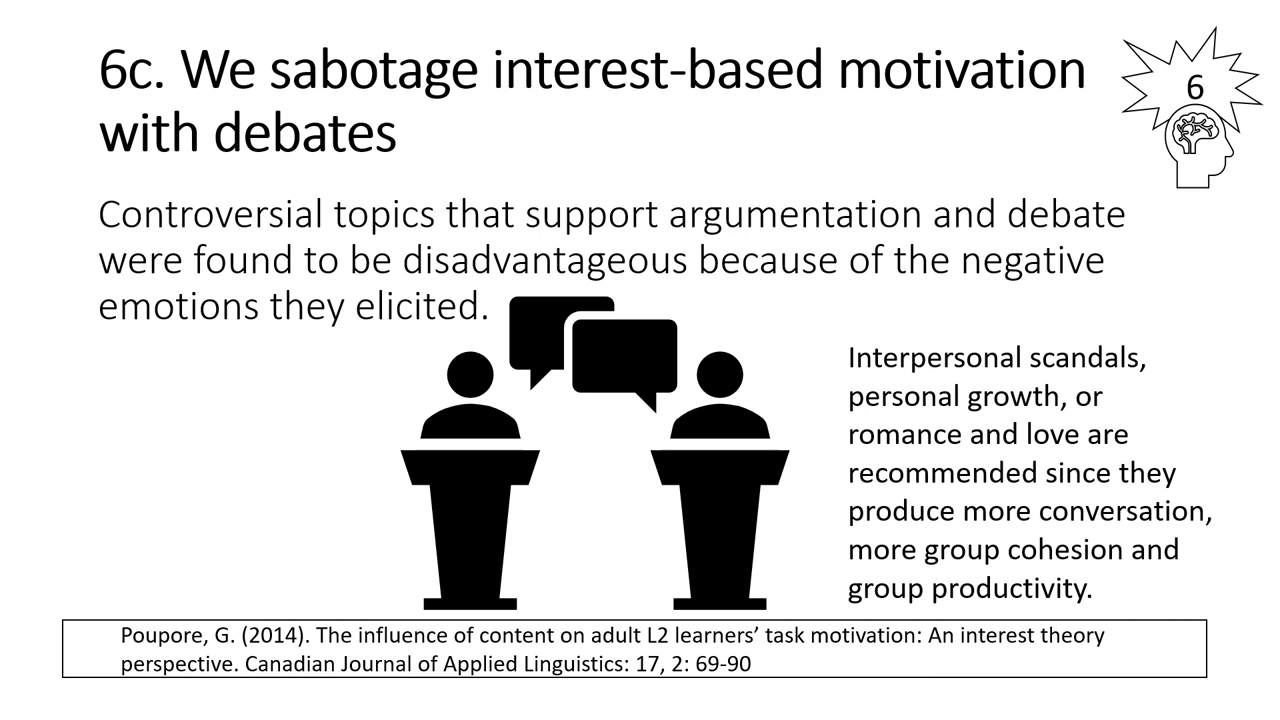 6c. We sabotage interest-based motivation
with debates
6
Controversial topics that support argumentation and debate
were found to be disadvantageous because of the negative
emotions they elicited.
Interpersonal scandals,
personal growth, or
romance and love are
recommended since they
produce more conversation,
more group cohesion and
group productivity.
Poupore, G. (2014). The influence of content on adult L2 learners’ task motivation: An interest theory
perspective. Canadian Journal of Applied Linguistics: 17, 2: 69-90